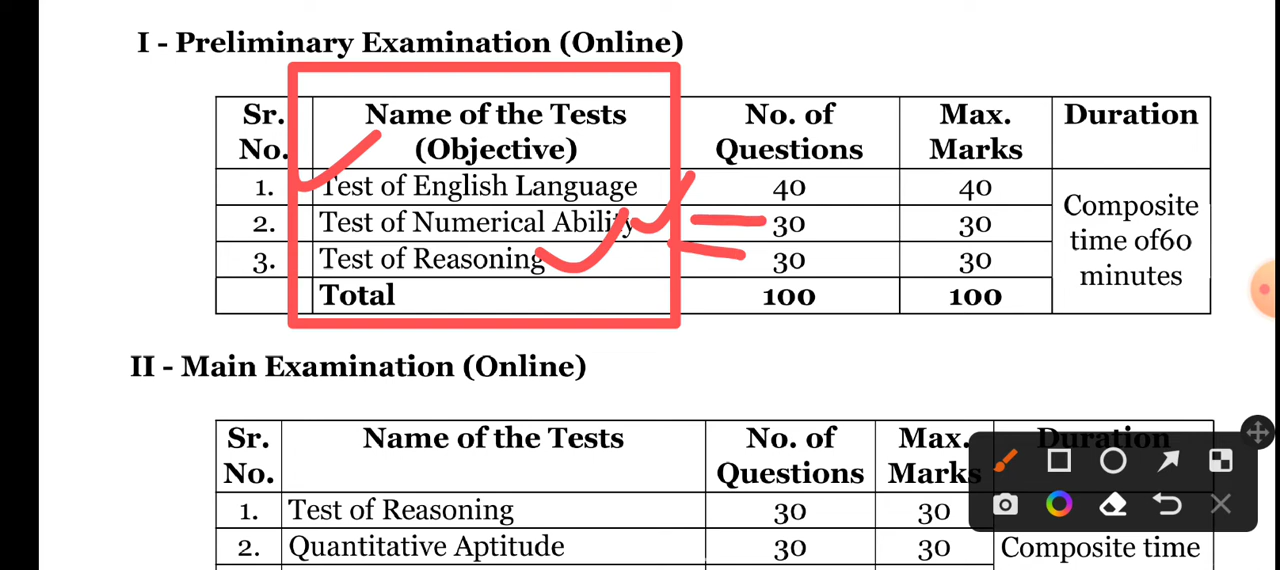 I - Preliminary Examination (Online)
Sr. No. Name of the Tests (Objective) No. of Questions Max. Marks Duration
1. Test of English Language 40 40 Composite time of60 minutes
2. Test of Numerical Ability 30 30
3. Test of Reasoning 30 30
Total 100 100
II - Main Examination (Online)
Sr. No. Name of the Tests No. of Questions Max. Marks Duration
1. Test of Reasoning 30 30 Composite time
2. Quantitative Aptitude 30 30